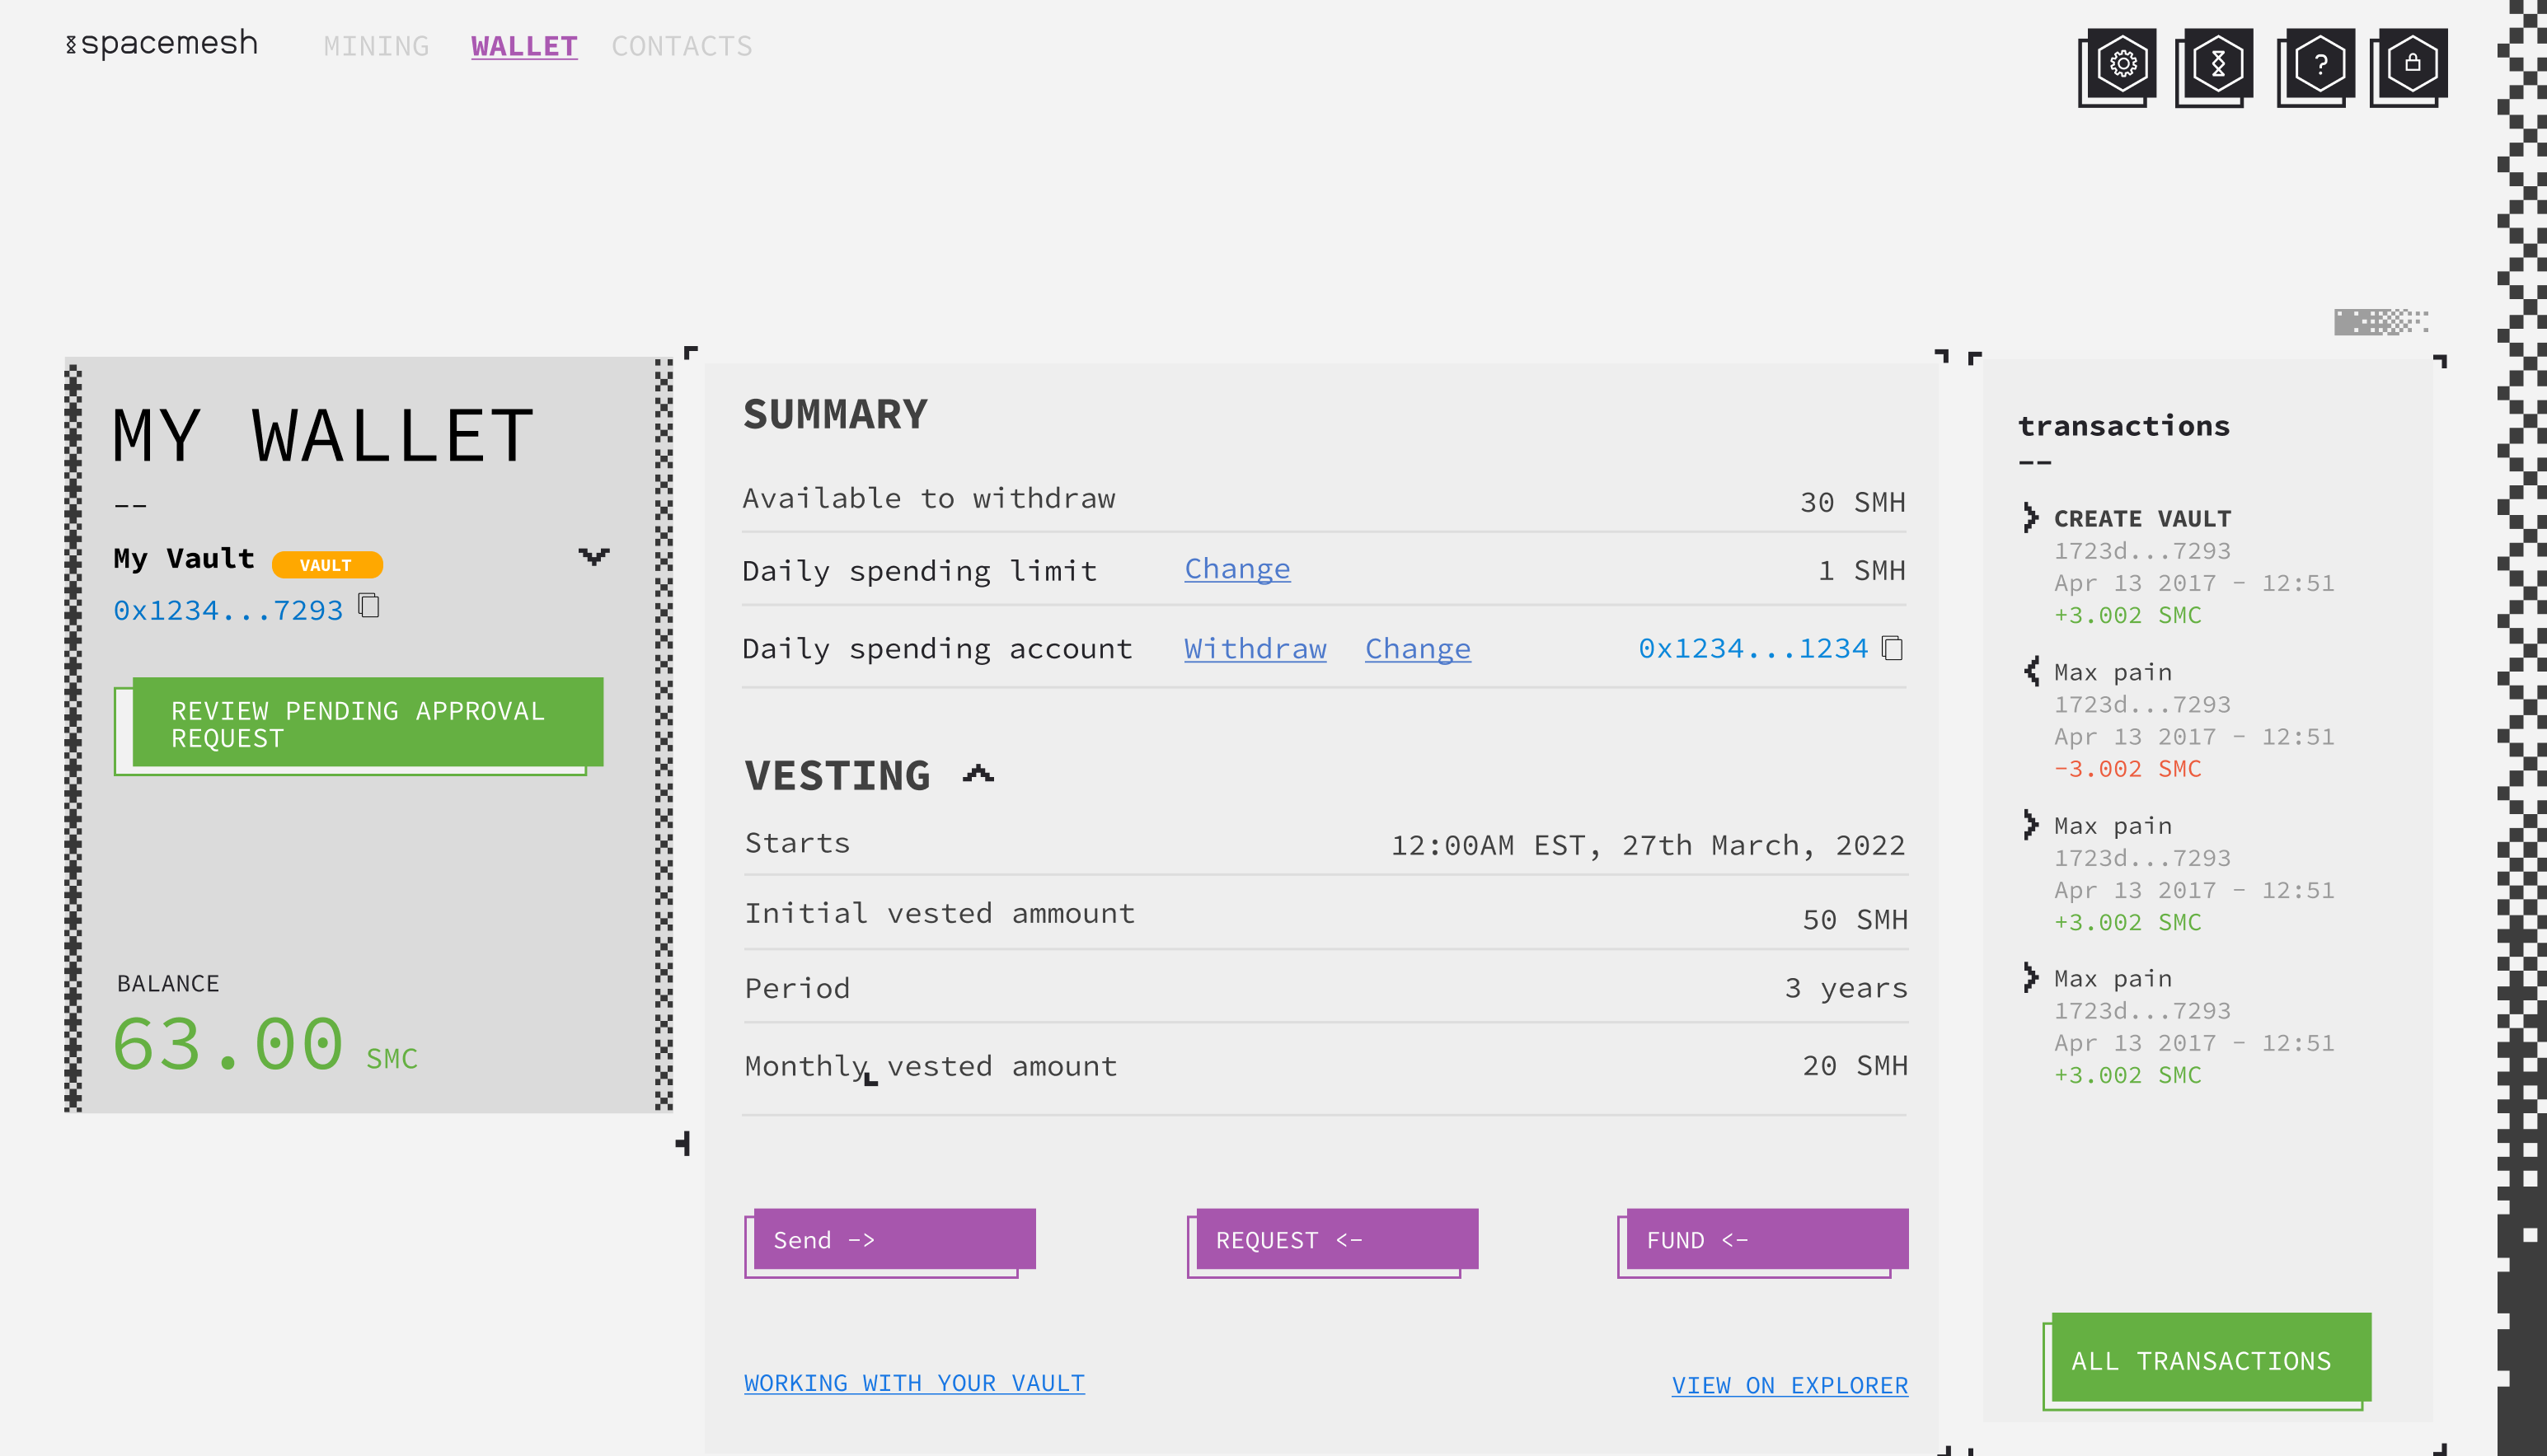 spacemesh
MINING WALLET CONTACTS
?
MY WALLET
--
My Vault VAULT
0x1234...7293
REVIEW PENDING APPROVAL
REQUEST
BALANCE
63.00 SMC
SUMMARY
Available to withdraw 30 SMH
Daily spending limit Change 1 SMH
Daily spending account Withdraw Change 0x1234...1234
VESTING
Starts 12:00AM EST, 27th March, 2022
Initial vested ammount 50 SMH
Period 3 years
Monthly vested amount 20 SMH
Send ->
REQUEST <-
FUND <-
WORKING WITH YOUR VAULT
VIEW ON EXPLORER
transactions
--
CREATE VAULT
1723d...7293
Apr 13 2017 - 12:51
+3.002 SMC
Max pain
1723d...7293
Apr 13 2017 - 12:51
-3.002 SMC
Max pain
1723d...7293
Apr 13 2017 - 12:51
+3.002 SMC
Max pain
1723d...7293
Apr 13 2017 - 12:51
+3.002 SMC
ALL TRANSACTIONS